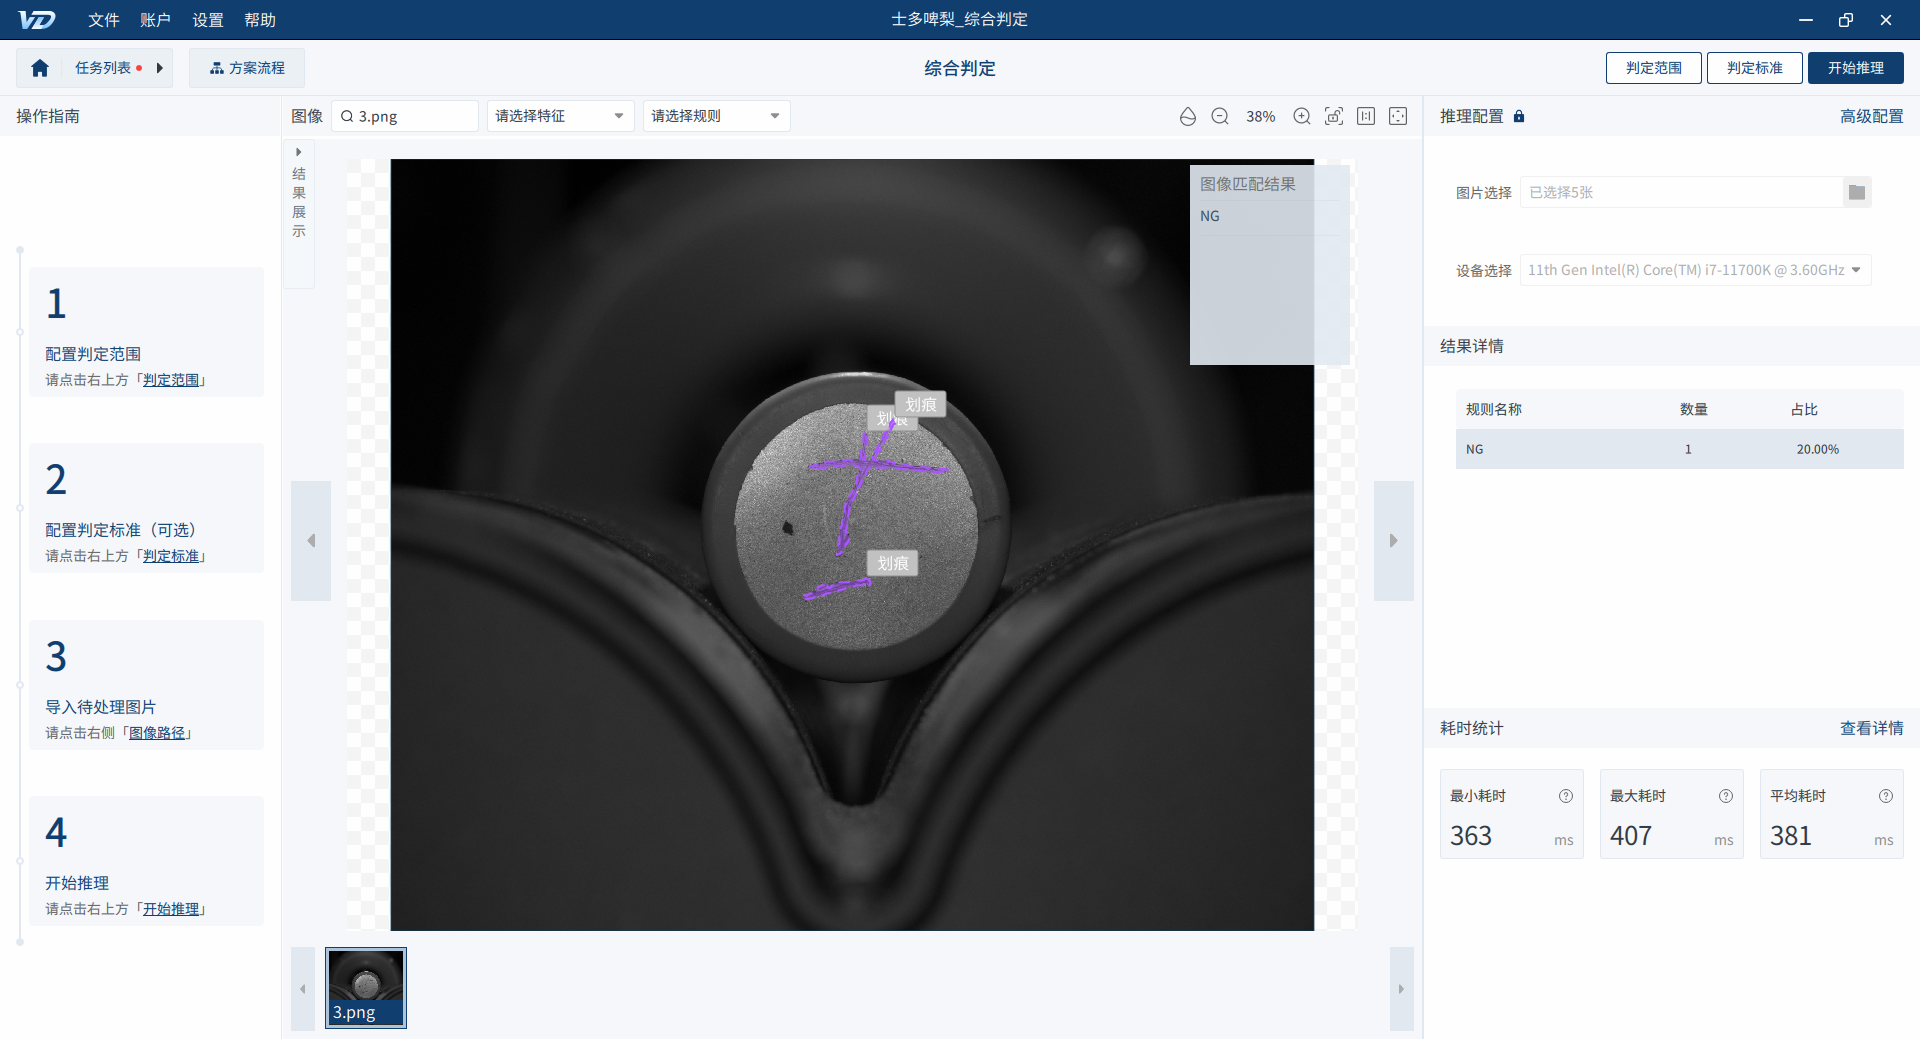 VD 文件 账户 设置 帮助 士多啤梨_综合判定
任务列表 方案流程 综合判定 判定范围 判定标准 开始推理
操作指南
1
配置判定范围
请点击右上方「判定范围」
2
配置判定标准（可选）
请点击右上方「判定标准」
3
导入待处理图片
请点击右侧「图像路径」
4
开始推理
请点击右上方「开始推理」
图像 3.png 请选择特征 请选择规则 38%
结果展示
图像匹配结果
NG
划痕
划痕
划痕
3.png
推理配置 高级配置
图片选择 已选择5张
设备选择 11th Gen Intel(R) Core(TM) i7-11700K @ 3.60GHz
结果详情
规则名称 数量 占比
NG 1 20.00%
耗时统计 查看详情
最小耗时 最大耗时 平均耗时
363 ms 407 ms 381 ms